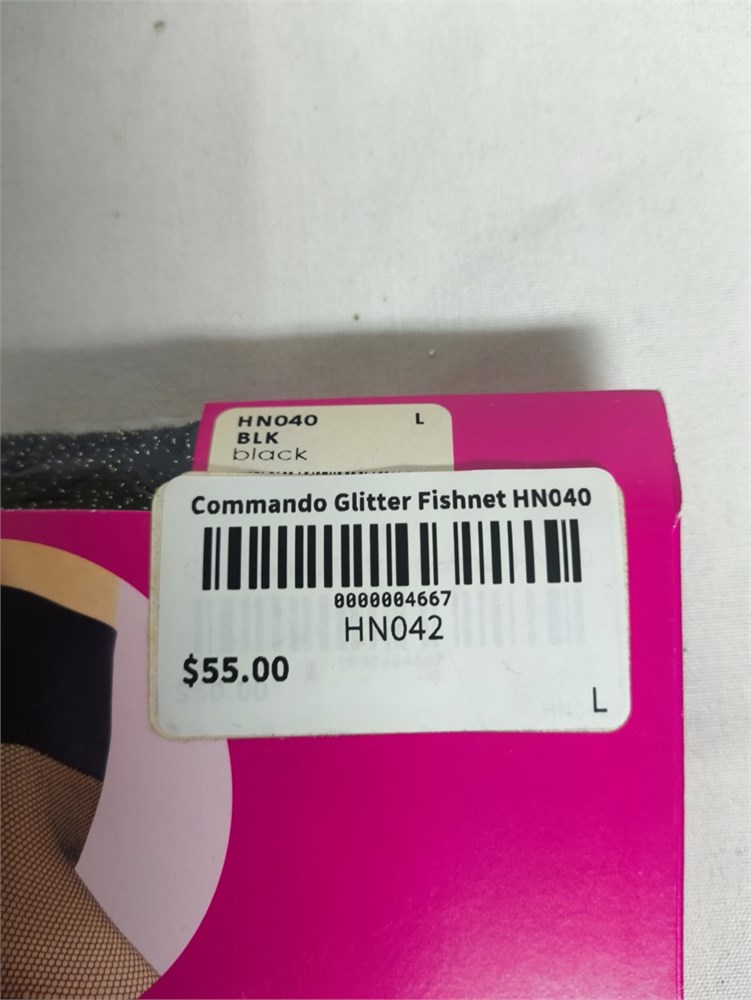 HN040 L
BLK
black
Commando Glitter Fishnet HN040
0000004667
HN042
$55.00
L